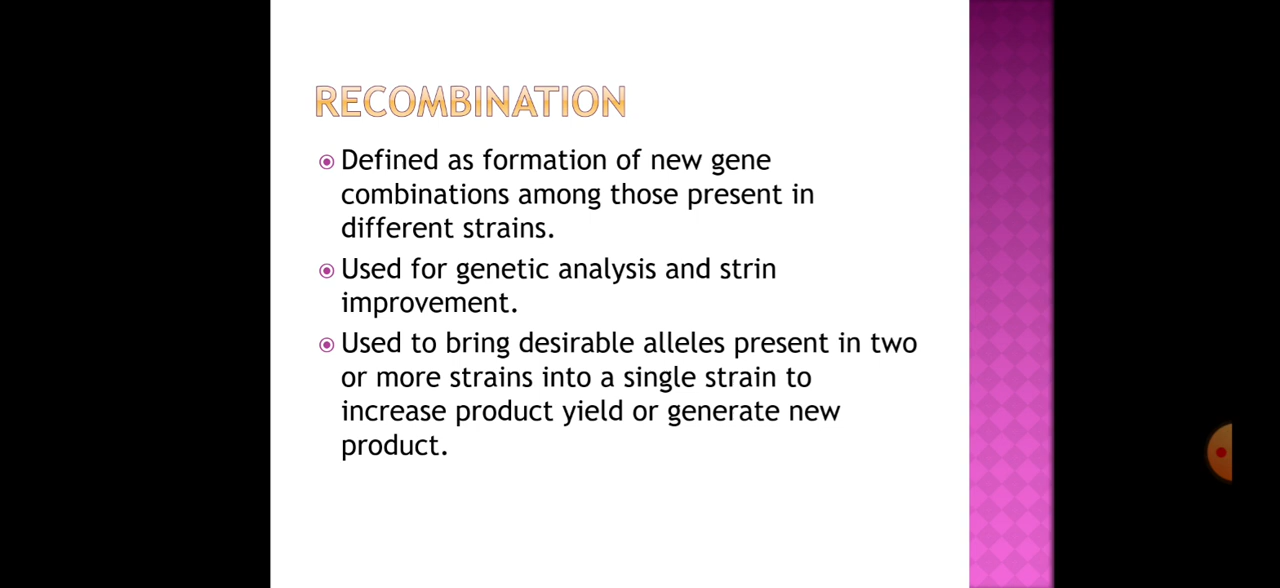 RECOMBINATION
Defined as formation of new gene
combinations among those present in
different strains.
Used for genetic analysis and strin
improvement.
Used to bring desirable alleles present in two
or more strains into a single strain to
increase product yield or generate new
product.